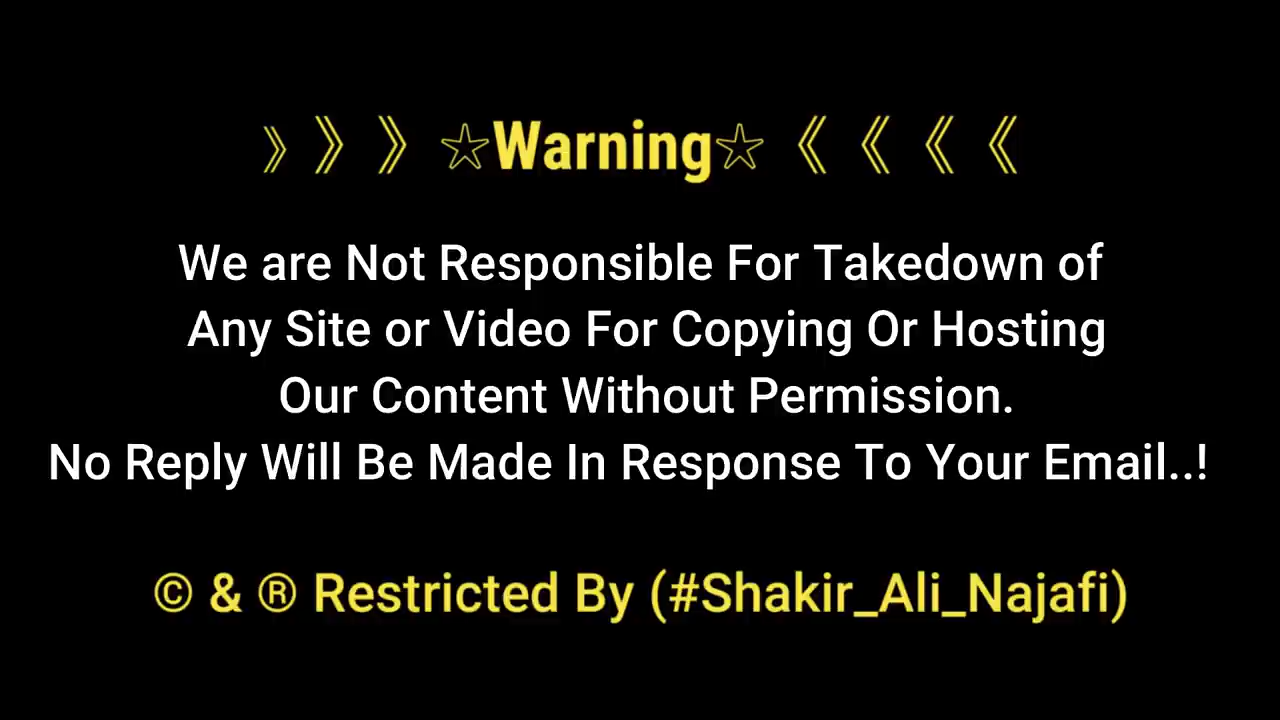 》》》☆Warning☆《《《《
We are Not Responsible For Takedown of
Any Site or Video For Copying Or Hosting
Our Content Without Permission.
No Reply Will Be Made In Response To Your Email..!
© & ® Restricted By (#Shakir_Ali_Najafi)